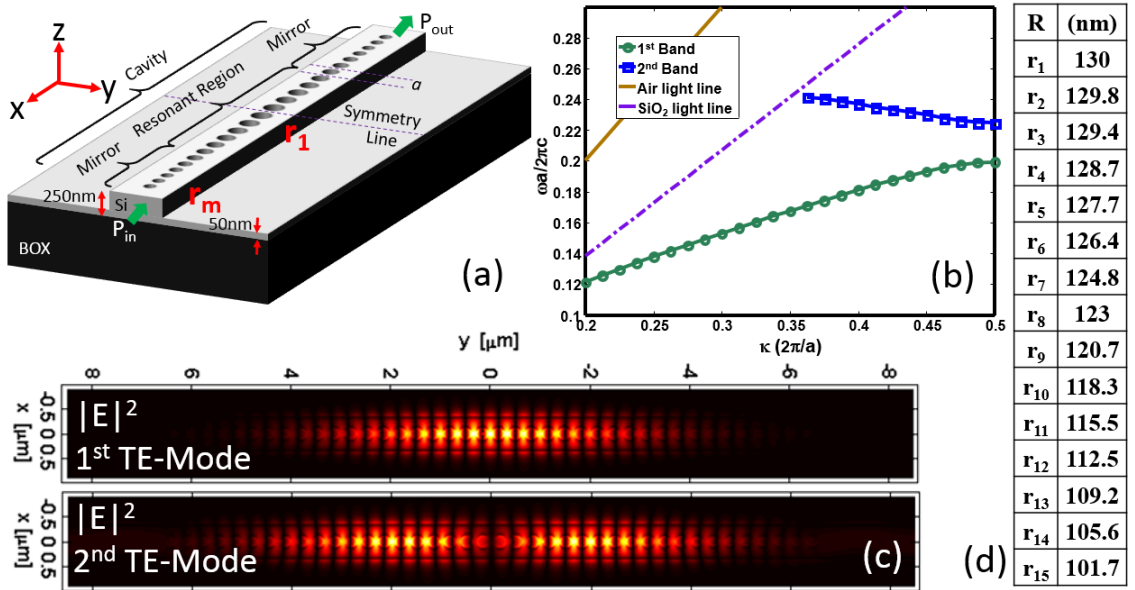 z
y
x
Cavity
Mirror
Resonant Region
Mirror
P_out
a
Symmetry
Line
r_1
r_m
250nm
Si
50nm
P_in
BOX
(a)
ωa/2πc
0.28
0.26
0.24
0.22
0.2
0.18
0.16
0.14
0.12
0.1
1st Band
2nd Band
Air light line
SiO2 light line
(b)
0.2 0.25 0.3 0.35 0.4 0.45 0.5
κ (2π/a)
y [μm]
8 6 4 2 0 -2 -4 -6 -8
x [μm]
-0.5 0 0.5
|E|²
1st TE-Mode
x [μm]
-0.5 0 0.5
|E|²
2nd TE-Mode
(c)
(d)
R (nm)
r1 130
r2 129.8
r3 129.4
r4 128.7
r5 127.7
r6 126.4
r7 124.8
r8 123
r9 120.7
r10 118.3
r11 115.5
r12 112.5
r13 109.2
r14 105.6
r15 101.7